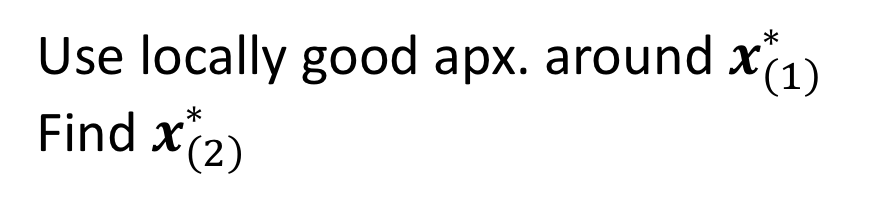 Use locally good apx. around 𝒙*₍₁₎
Find 𝒙*₍₂₎